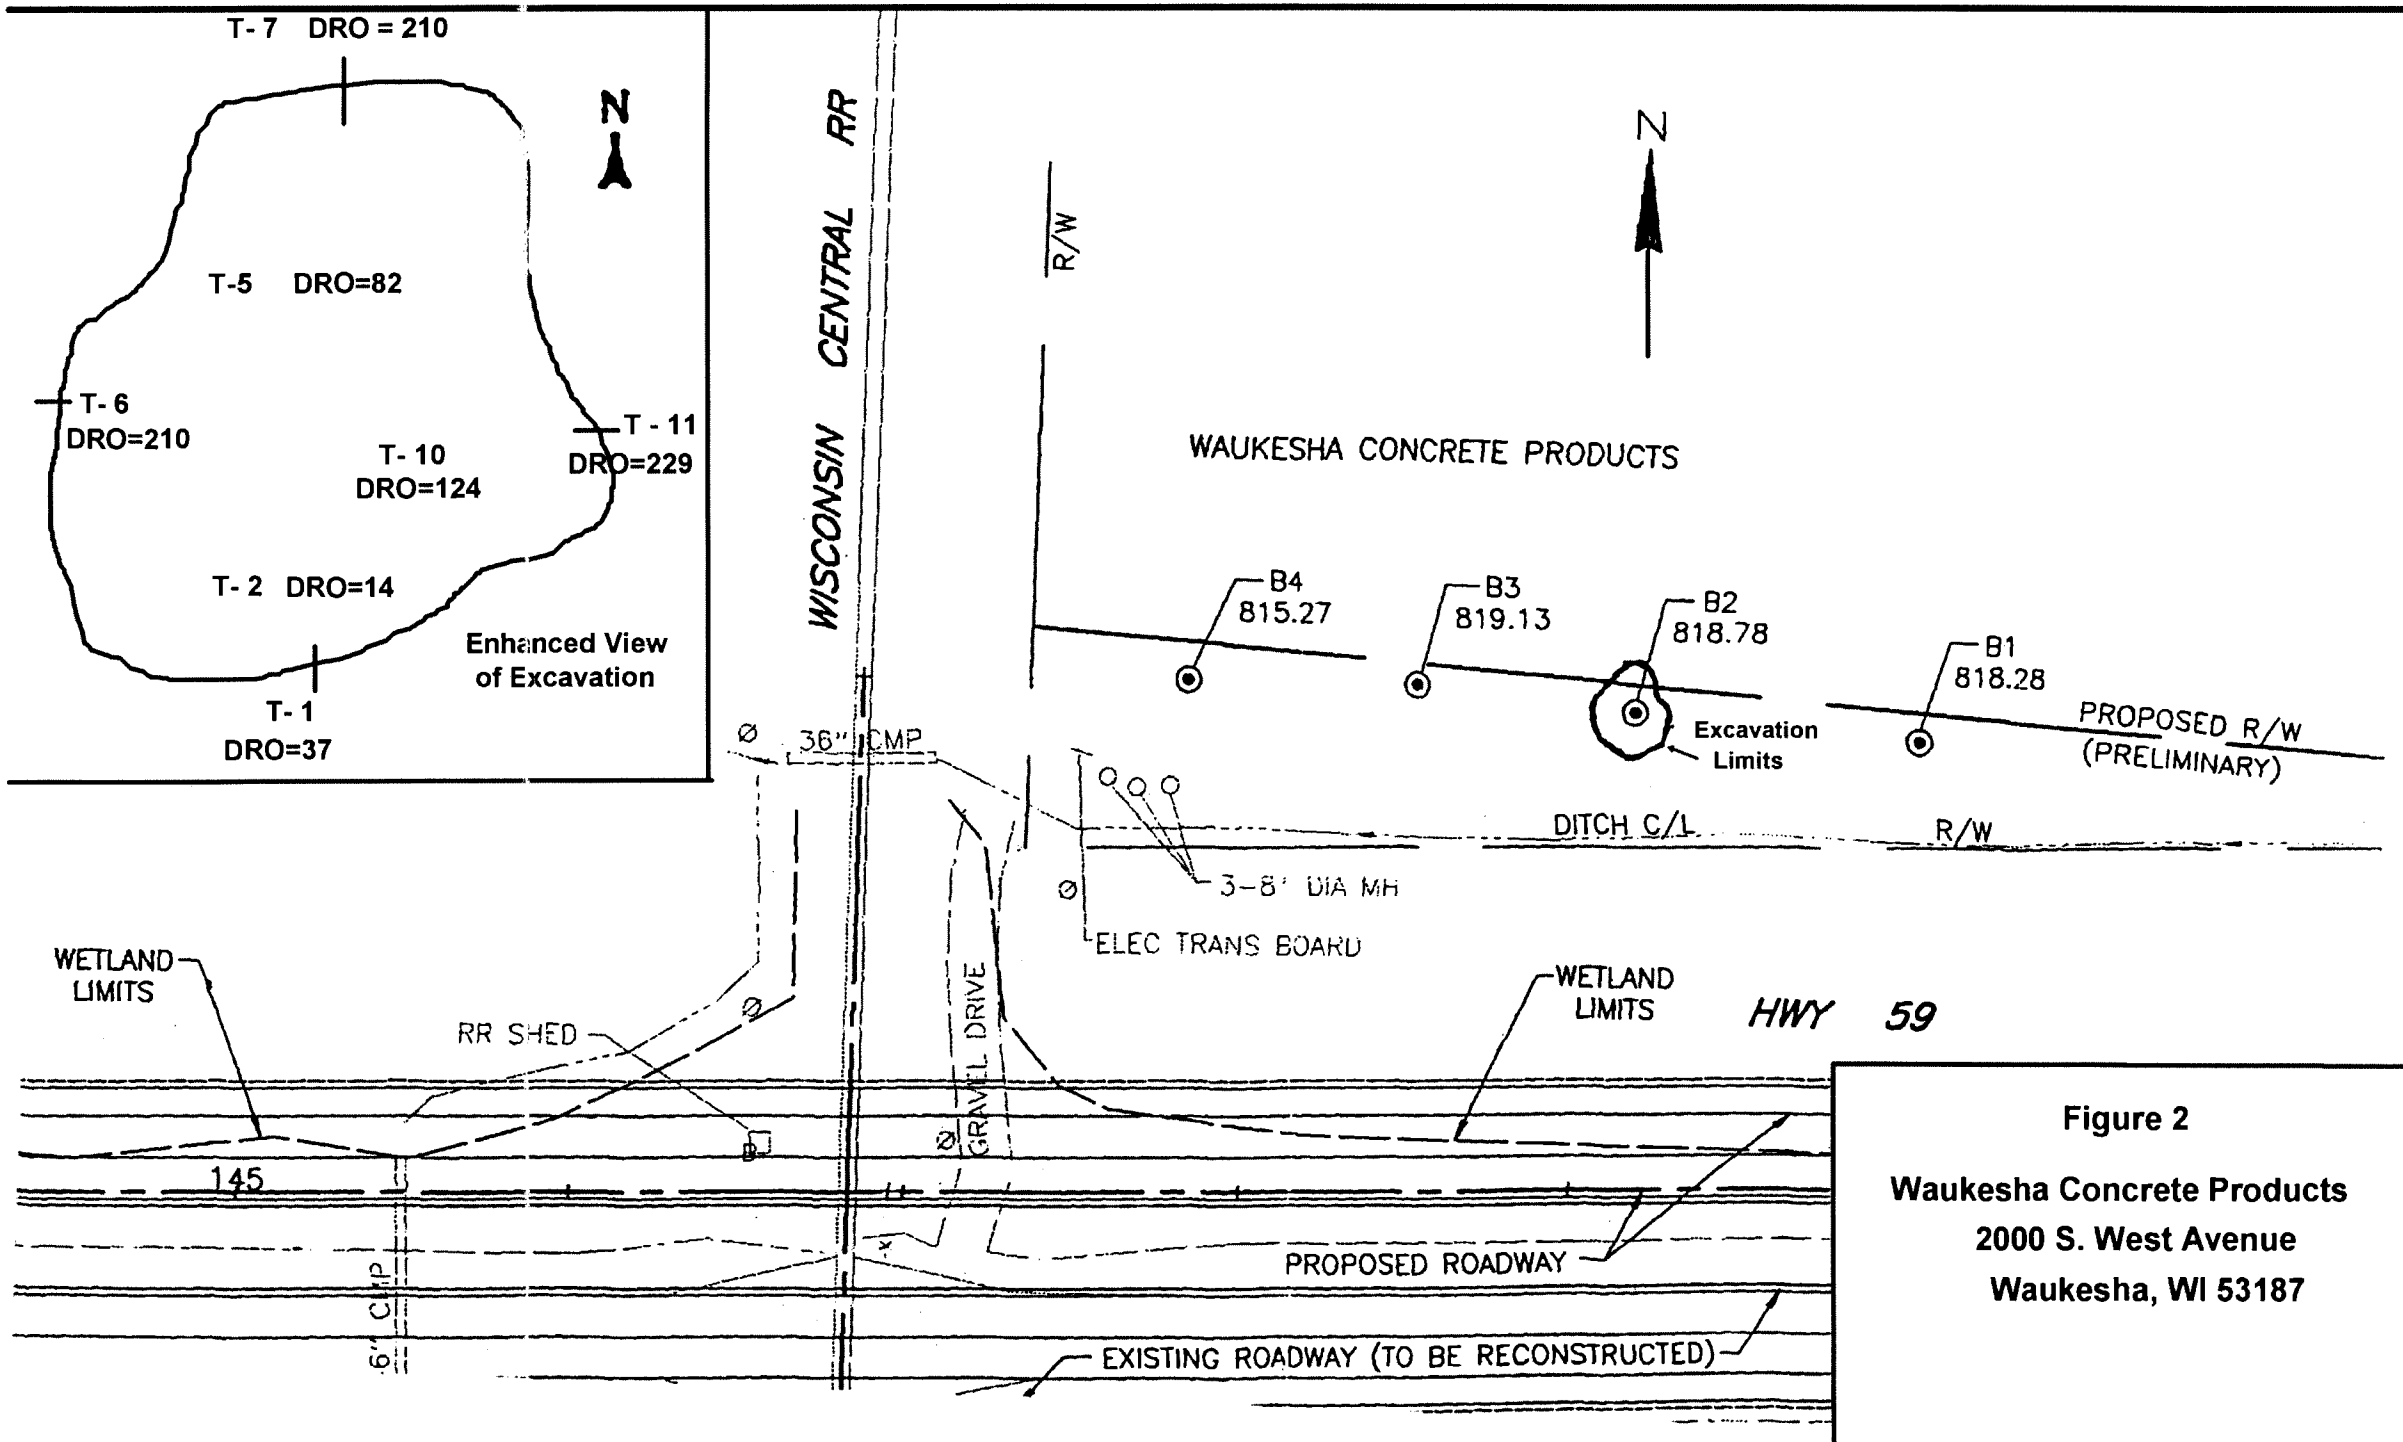 T- 7 DRO = 210
N
T-5 DRO=82
T- 6
DRO=210
T - 11
DRO=229
T- 10
DRO=124
T- 2 DRO=14
Enhanced View
of Excavation
T- 1
DRO=37
WISCONSIN CENTRAL RR
R/W
N
WAUKESHA CONCRETE PRODUCTS
B4
815.27
B3
819.13
B2
818.78
B1
818.28
Excavation
Limits
PROPOSED R/W
(PRELIMINARY)
36" CMP
DITCH C/L
R/W
3-8' DIA MH
ELEC TRANS BOARD
WETLAND
LIMITS
RR SHED
GRAVEL DRIVE
WETLAND
LIMITS
HWY 59
145
PROPOSED ROADWAY
6" CMP
EXISTING ROADWAY (TO BE RECONSTRUCTED)
Figure 2
Waukesha Concrete Products
2000 S. West Avenue
Waukesha, WI 53187